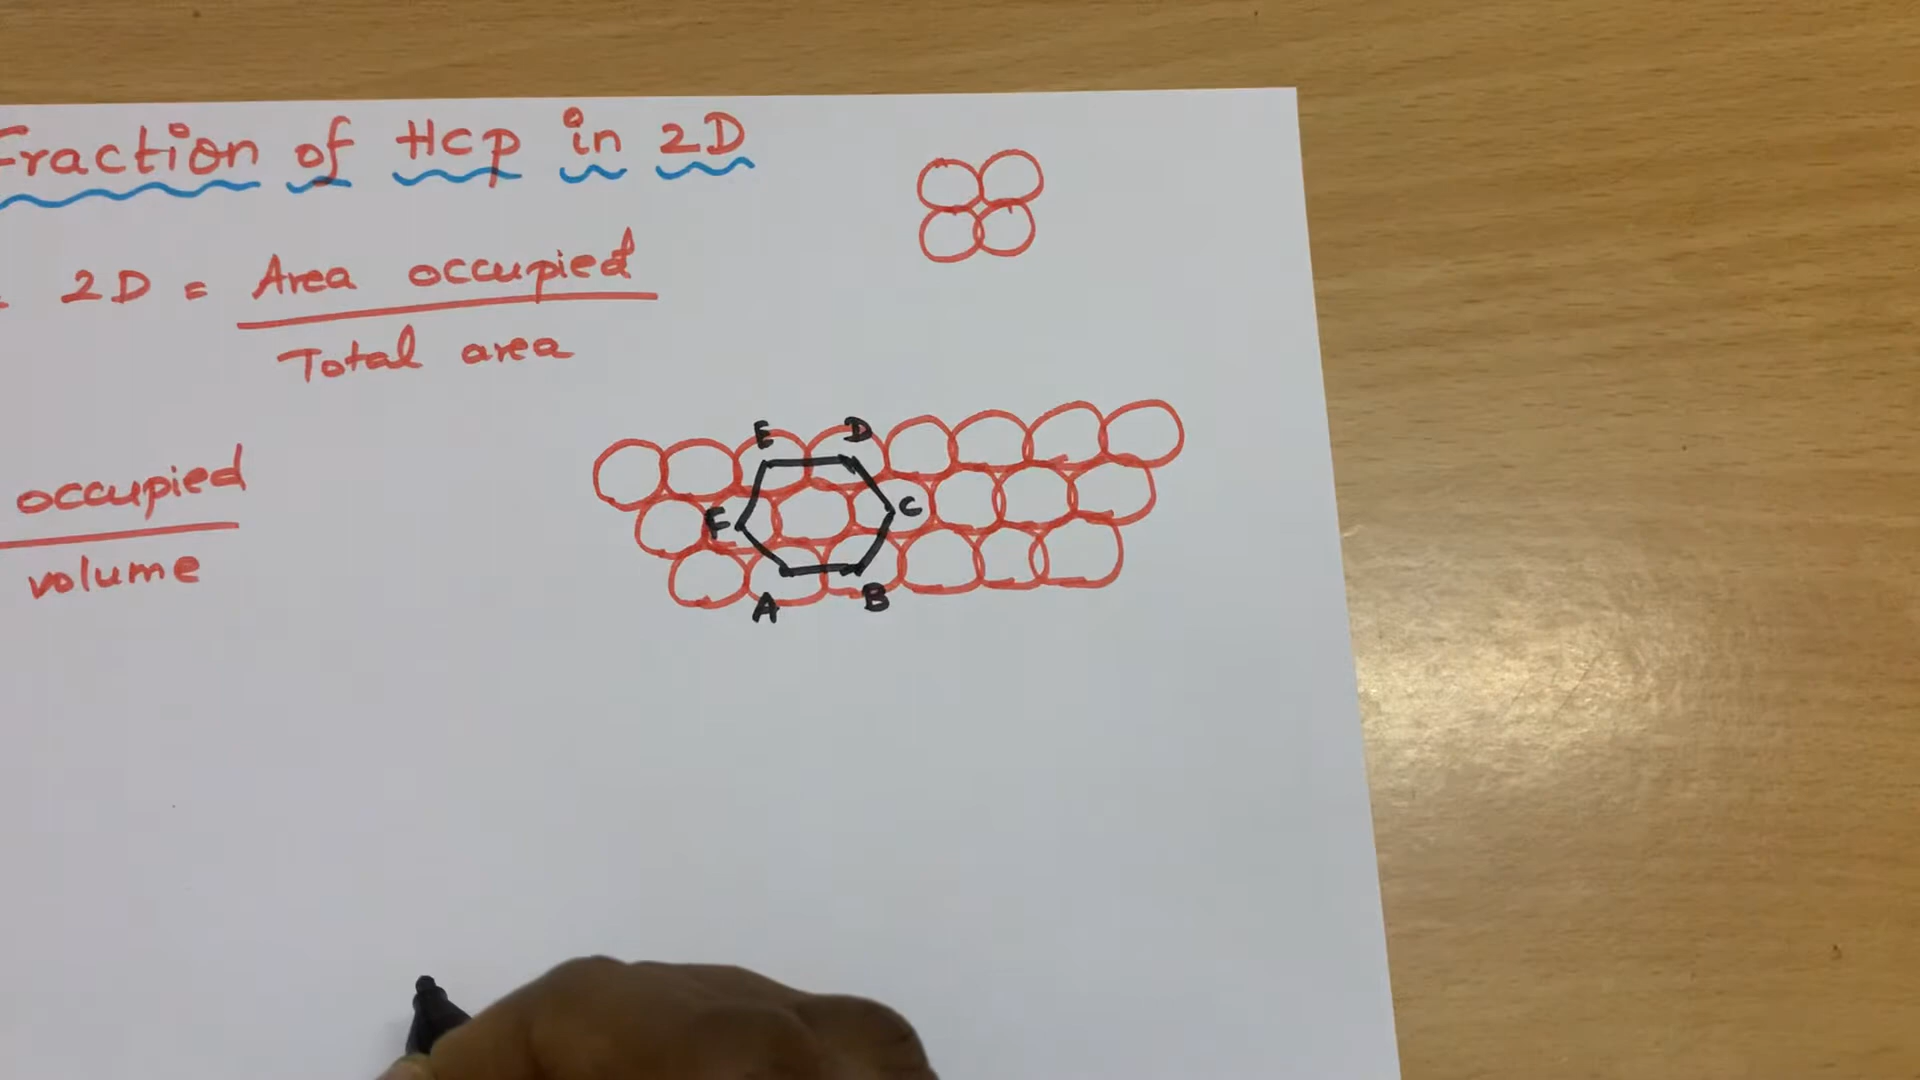 Fraction of Hcp in 2D
2D = Area occupied
Total area
occupied
volume
E D
F C
A B